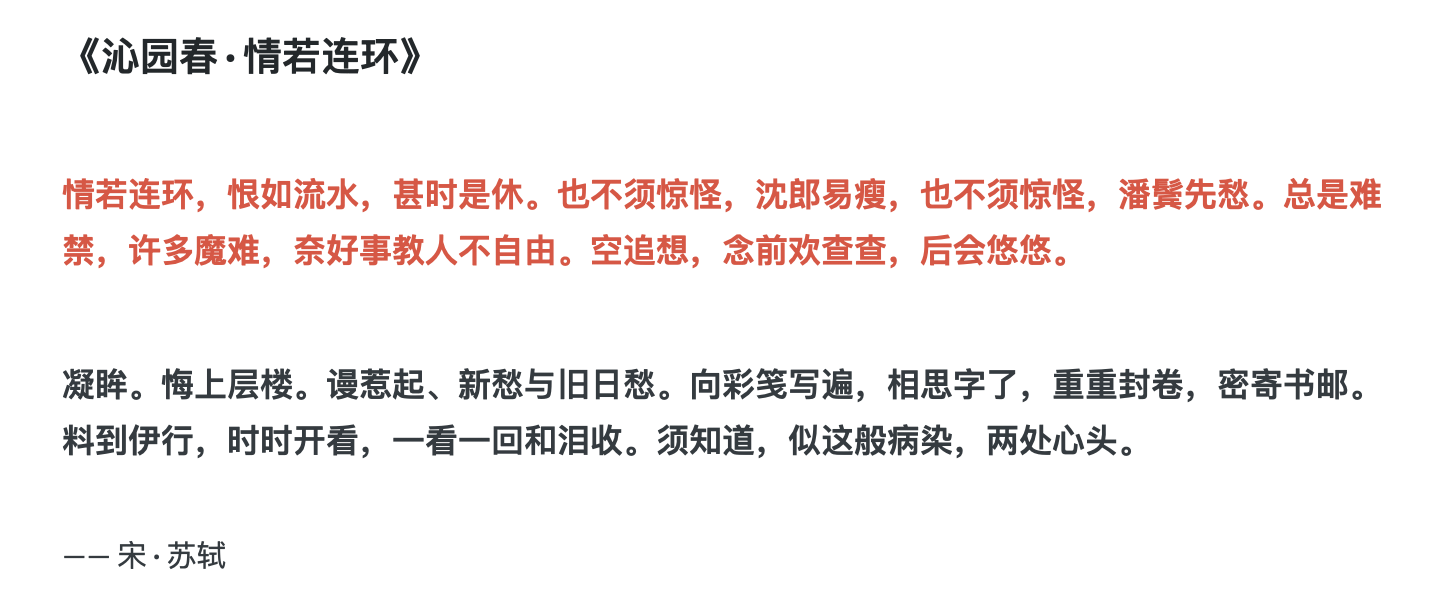 《沁园春·情若连环》
情若连环，恨如流水，甚时是休。也不须惊怪，沈郎易瘦，也不须惊怪，潘鬓先愁。总是难
禁，许多魔难，奈好事教人不自由。空追想，念前欢查查，后会悠悠。
凝眸。悔上层楼。谩惹起、新愁与旧日愁。向彩笺写遍，相思字了，重重封卷，密寄书邮。
料到伊行，时时开看，一看一回和泪收。须知道，似这般病染，两处心头。
—— 宋·苏轼